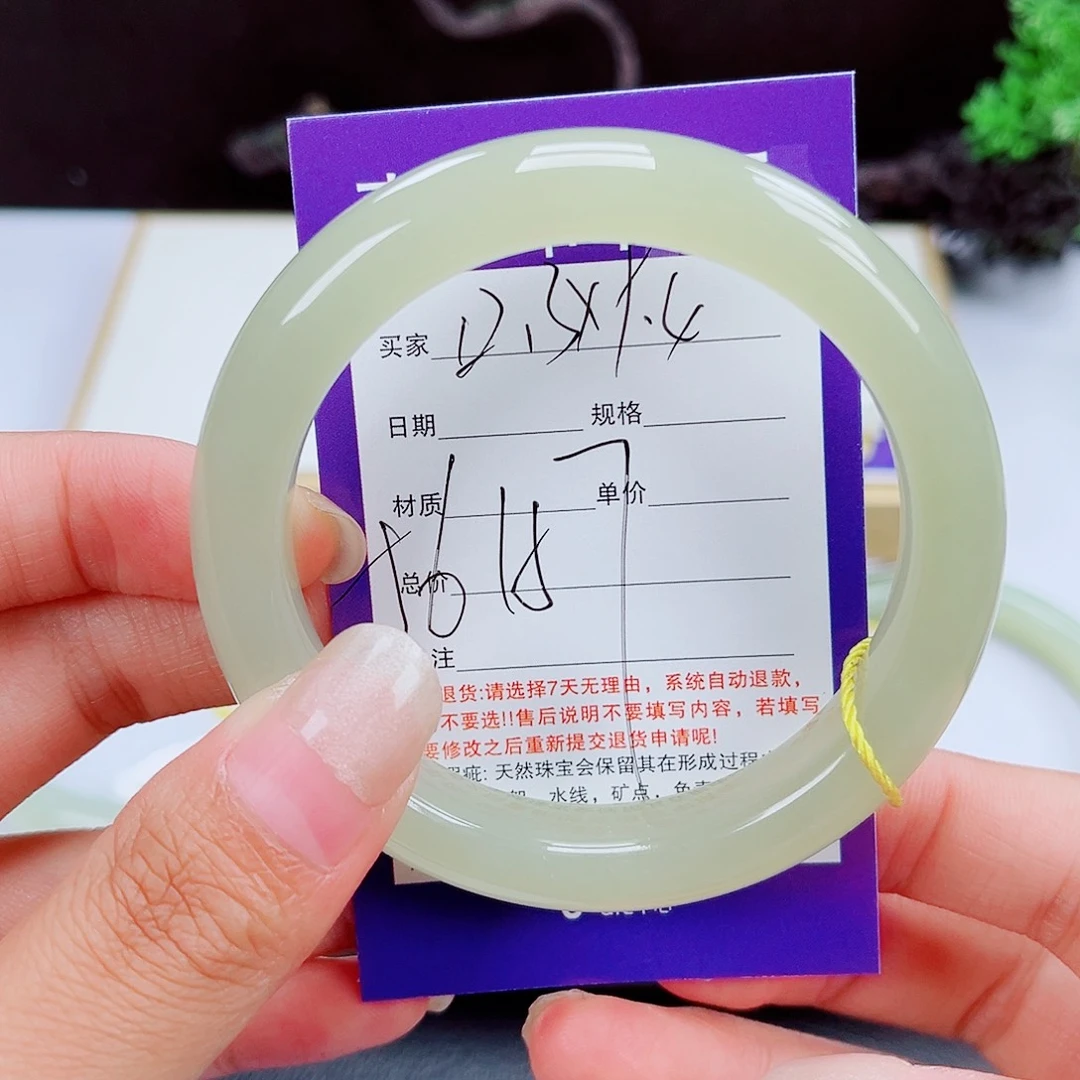 买家 12.3x1.4
日期 规格
材质 单价
总价
注
退货:请选择7天无理由，系统自动退款，
不要选!!售后说明不要填写内容，若填写
要修改之后重新提交退货申请呢!
瑕疵: 天然珠宝会保留其在形成过程
水线，矿点，